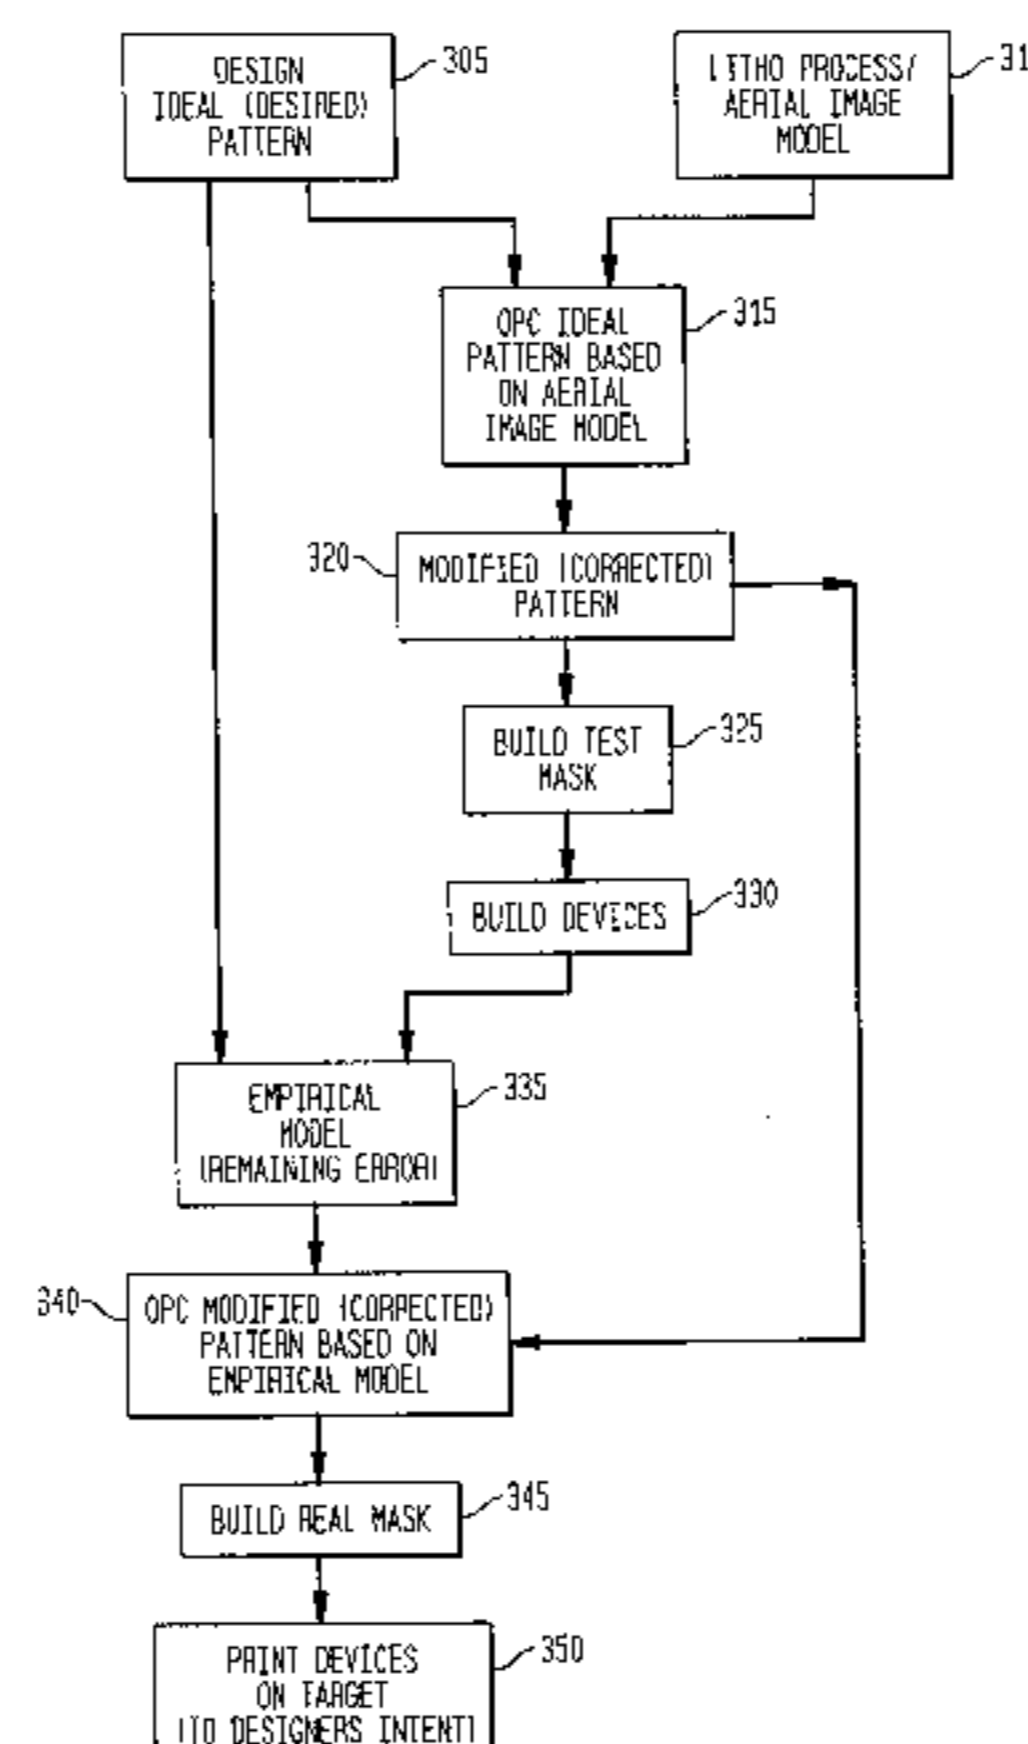 DESIGN
IDEAL (DESIRED)
PATTERN
305
LITHO PROCESS/
AERIAL IMAGE
MODEL
31
OPC IDEAL
PATTERN BASED
ON AERIAL
IMAGE MODEL
315
320
MODIFIED (CORRECTED)
PATTERN
BUILD TEST
MASK
325
BUILD DEVICES
330
EMPIRICAL
MODEL
(REMAINING ERROR)
335
340
OPC MODIFIED (CORRECTED)
PATTERN BASED ON
EMPIRICAL MODEL
BUILD REAL MASK
345
PRINT DEVICES
ON TARGET
(TO DESIGNERS INTENT)
350